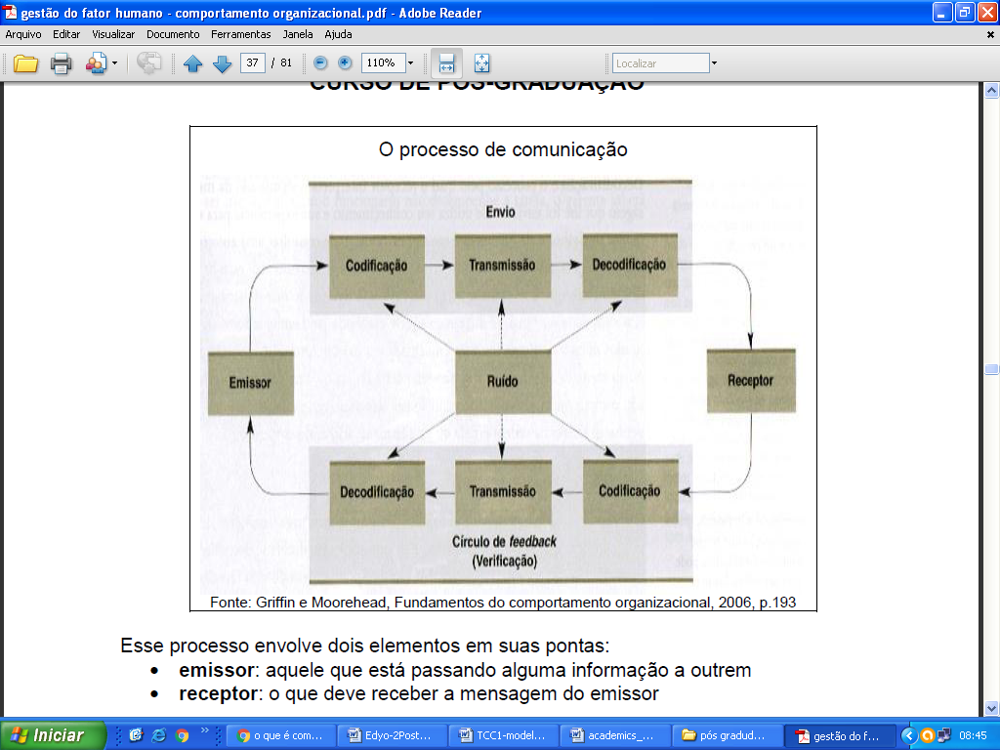 gestão do fator humano - comportamento organizacional.pdf - Adobe Reader
Arquivo Editar Visualizar Documento Ferramentas Janela Ajuda
37 / 81 110% Localizar
CURSO DE PÓS-GRADUAÇÃO
O processo de comunicação
Envio
Codificação Transmissão Decodificação
Emissor Ruído Receptor
Decodificação Transmissão Codificação
Círculo de feedback
(Verificação)
Fonte: Griffin e Moorehead, Fundamentos do comportamento organizacional, 2006, p.193
Esse processo envolve dois elementos em suas pontas:
• emissor: aquele que está passando alguma informação a outrem
• receptor: o que deve receber a mensagem do emissor
Iniciar » o que é com... Edyo-2Post... TCC1-model... academics_... pós gradud... gestão do f... 08:45